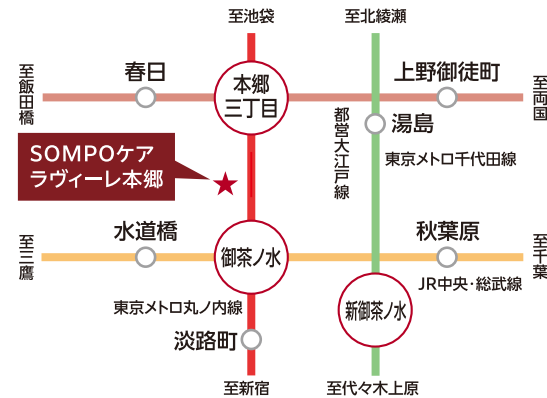 至池袋
至北綾瀬
至飯田橋
春日
本郷
三丁目
上野御徒町
至両国
都営大江戸線
湯島
東京メトロ千代田線
SOMPOケア
ラヴィーレ本郷
至三鷹
水道橋
御茶ノ水
秋葉原
至千葉
JR中央・総武線
東京メトロ丸ノ内線
新御茶ノ水
淡路町
至新宿
至代々木上原